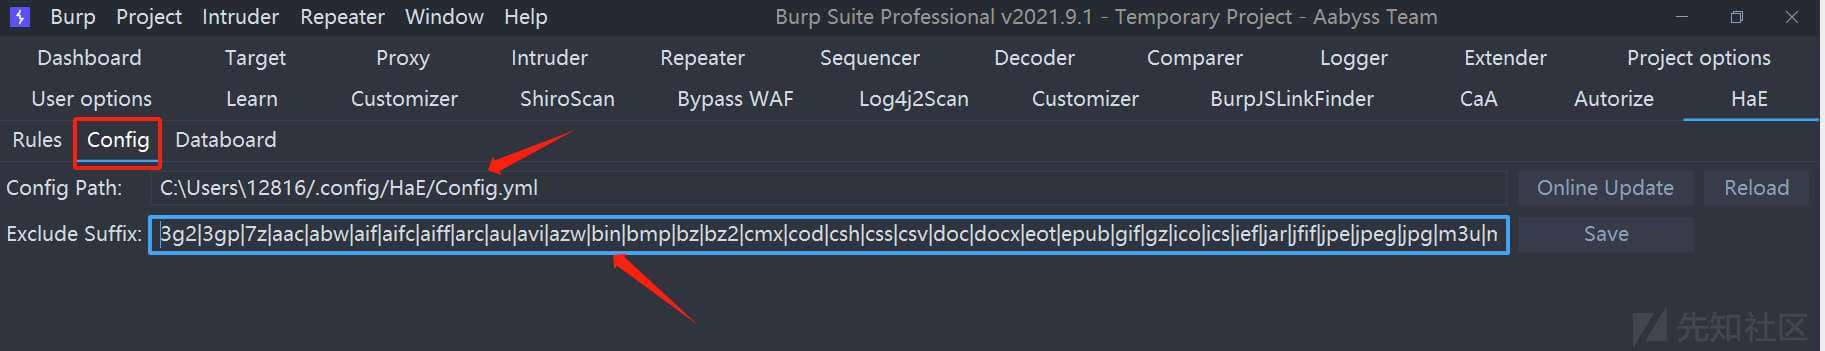 Burp Project Intruder Repeater Window Help Burp Suite Professional v2021.9.1 - Temporary Project - Aabyss Team
Dashboard Target Proxy Intruder Repeater Sequencer Decoder Comparer Logger Extender Project options
User options Learn Customizer ShiroScan Bypass WAF Log4j2Scan Customizer BurpJSLinkFinder CaA Autorize HaE
Rules Config Databoard
Config Path: C:\Users\12816/.config/HaE/Config.yml Online Update Reload
Exclude Suffix: 3g2|3gp|7z|aac|abw|aif|aifc|aiff|arc|au|avi|azw|bin|bmp|bz|bz2|cmx|cod|csh|css|csv|doc|docx|eot|epub|gif|gz|ico|ics|ief|jar|jfif|jpe|jpeg|jpg|m3u|n Save
先知社区